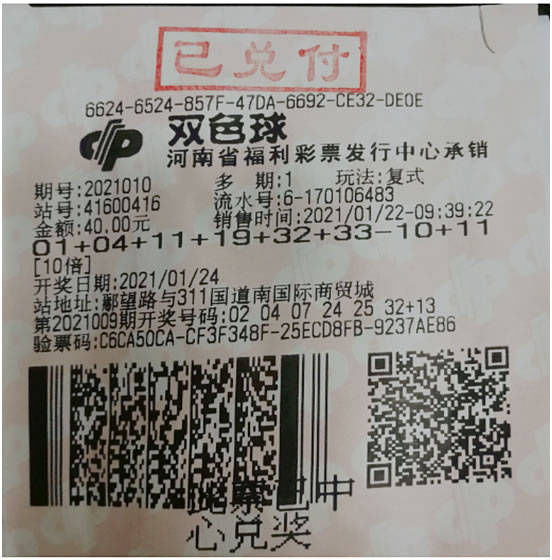 已兑付
6624-6524-857F-47DA-6692-CE32-DE0E
双色球
河南省福利彩票发行中心承销
期号:2021010 多 期:1 玩法:复式
站号:41600416 流水号:6-170106483
金额:40.00元 销售时间:2021/01/22-09:39:22
01+04+11+19+32+33-10+11
[10倍]
开奖日期:2021/01/24
站地址:鄢望路与311国道南国际商贸城
第2021009期开奖号码:02 04 07 24 25 32+13
验票码:C6CA50CA-CF3F348F-25ECD8FB-9237AE86
此票已中
心兑奖